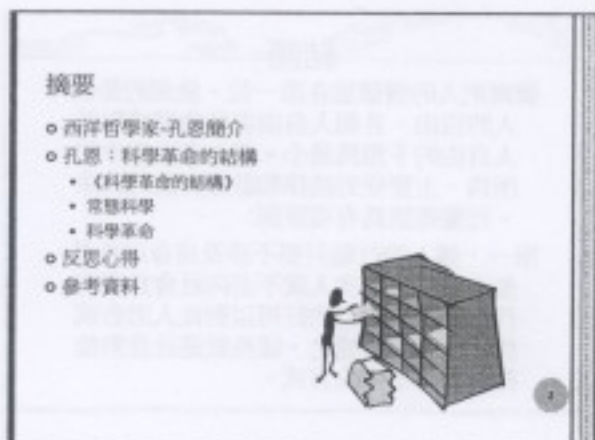 摘要
西洋哲學家-孔恩簡介
孔恩：科學革命的結構
《科學革命的結構》
常態科學
科學革命
反思心得
參考資料
2